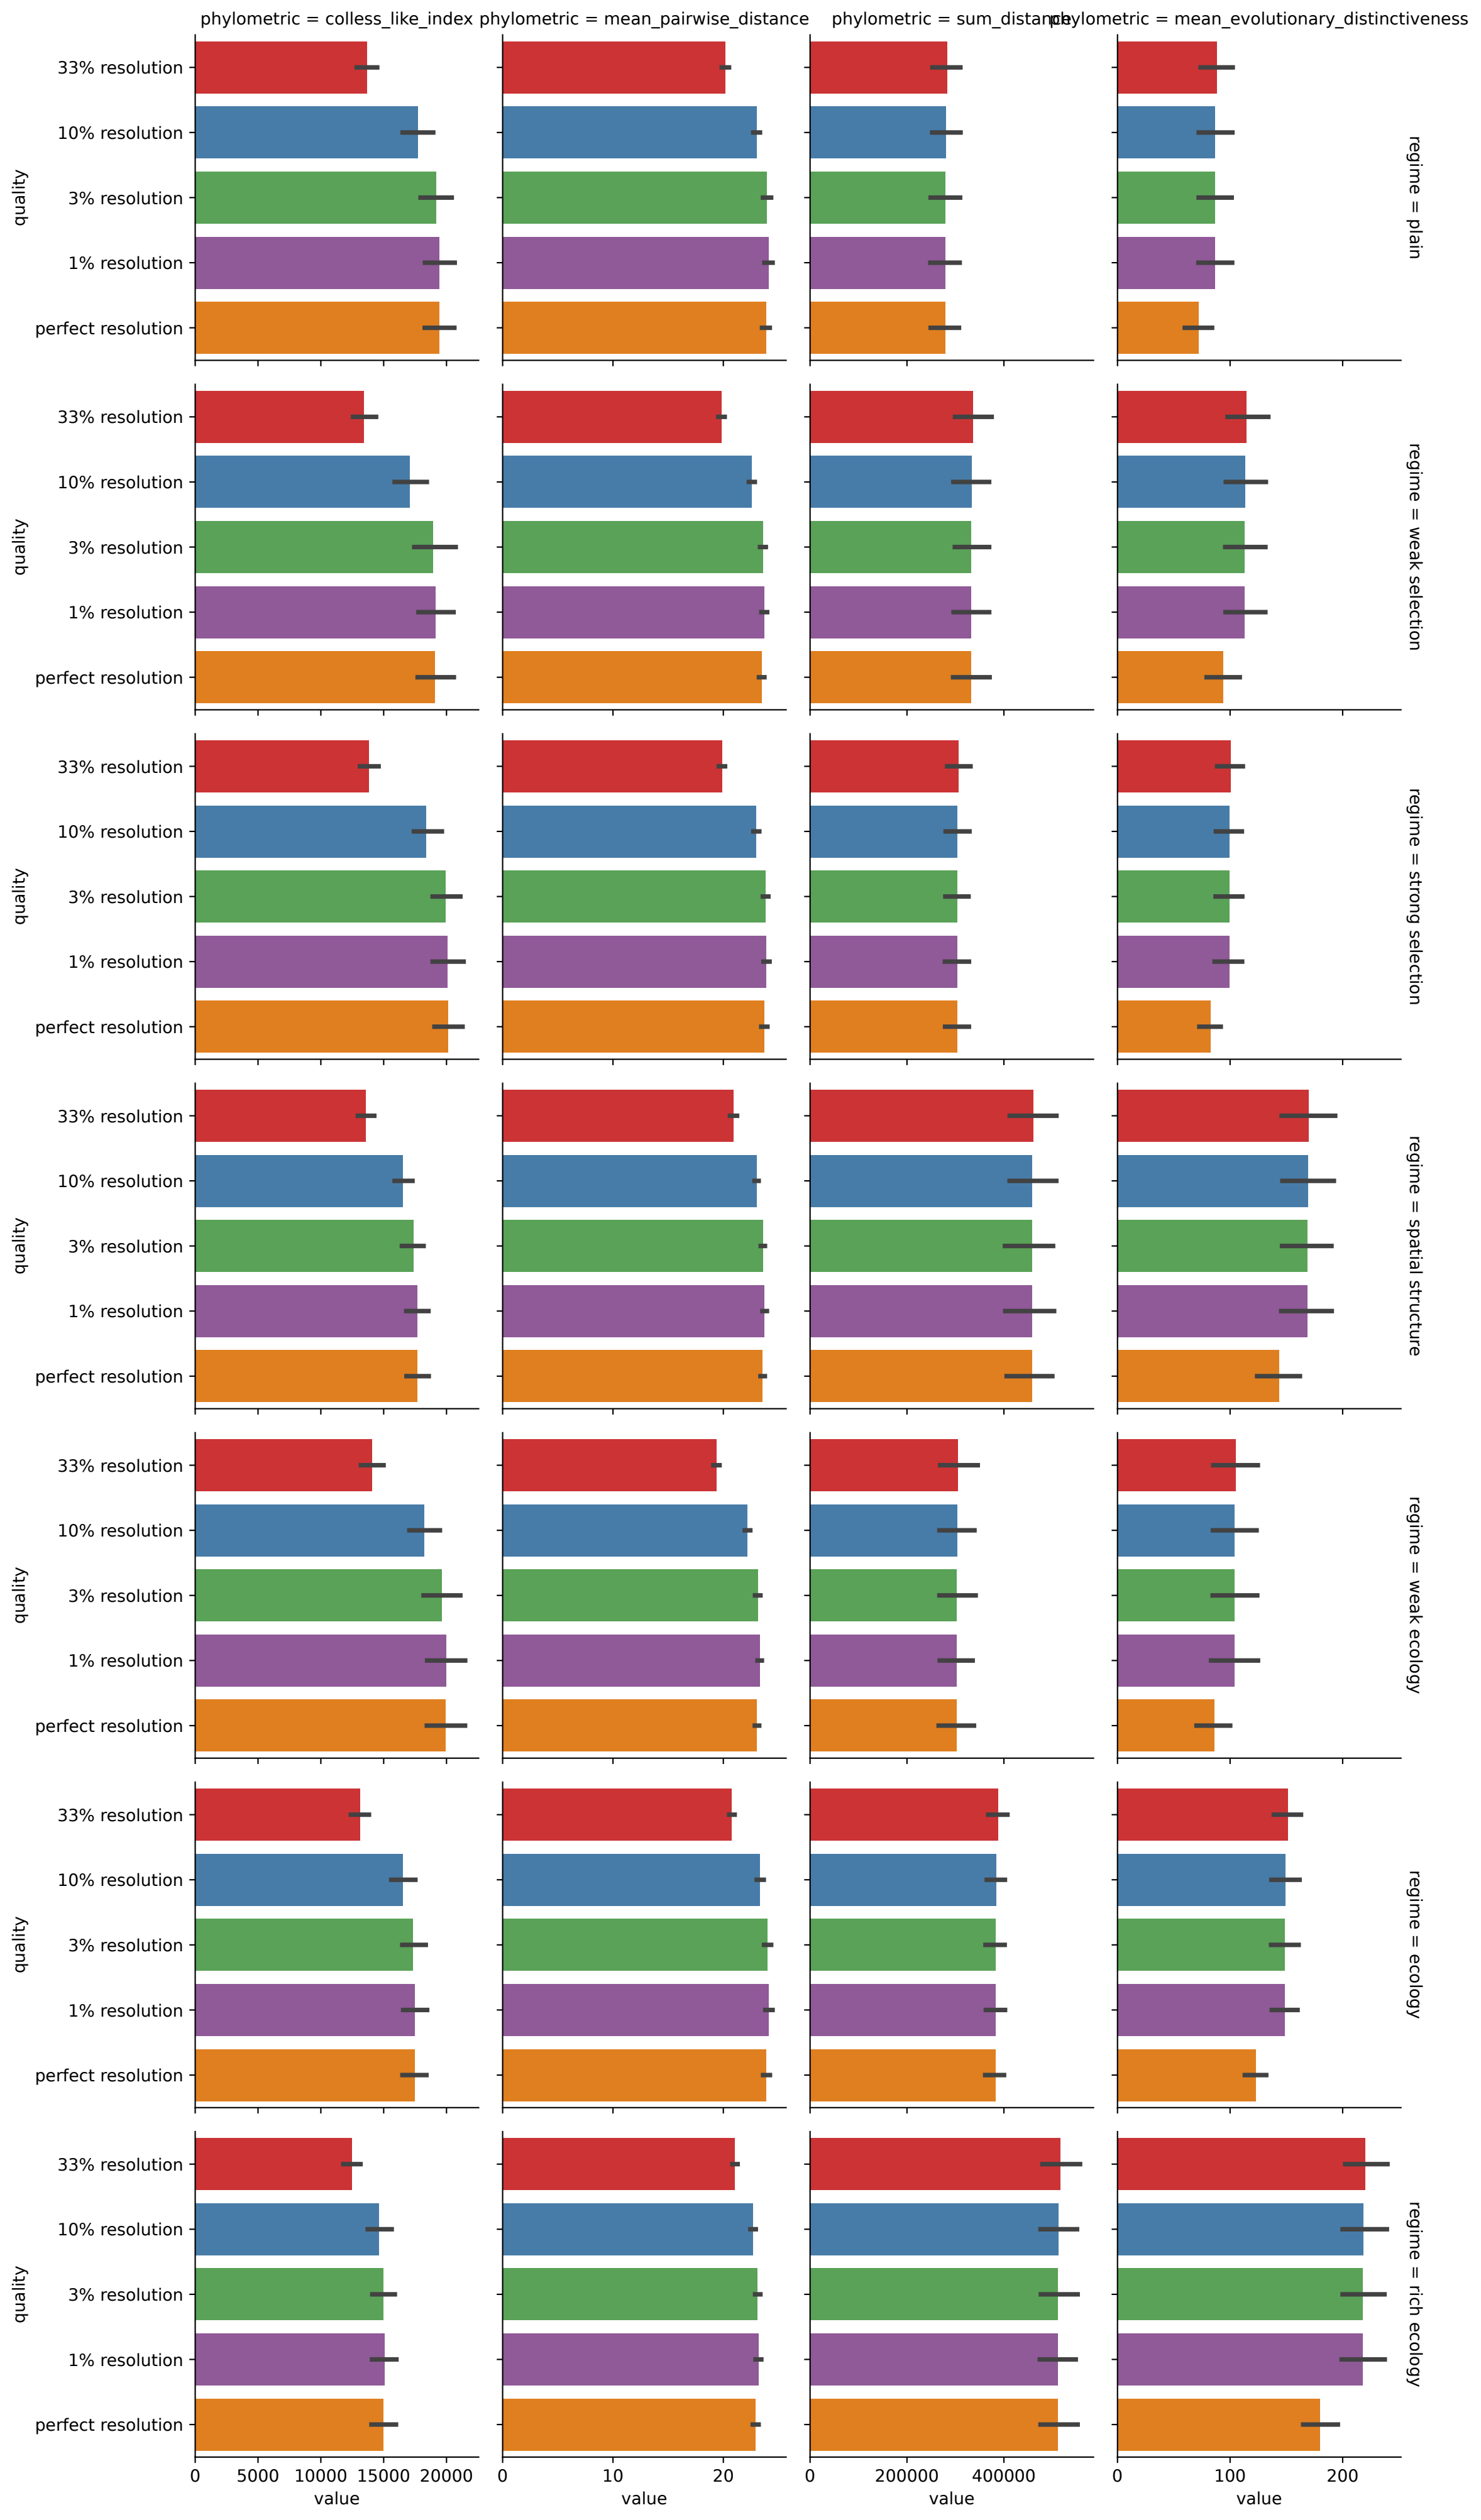 phylometric = colless_like_index
phylometric = mean_pairwise_distance
phylometric = sum_distance
phylometric = mean_evolutionary_distinctiveness
33% resolution
10% resolution
3% resolution
1% resolution
perfect resolution
quality
regime = plain
33% resolution
10% resolution
3% resolution
1% resolution
perfect resolution
quality
regime = weak selection
33% resolution
10% resolution
3% resolution
1% resolution
perfect resolution
quality
regime = strong selection
33% resolution
10% resolution
3% resolution
1% resolution
perfect resolution
quality
regime = spatial structure
33% resolution
10% resolution
3% resolution
1% resolution
perfect resolution
quality
regime = weak ecology
33% resolution
10% resolution
3% resolution
1% resolution
perfect resolution
quality
regime = ecology
33% resolution
10% resolution
3% resolution
1% resolution
perfect resolution
quality
regime = rich ecology
0 5000 10000 15000 20000
value
0 10 20
value
0 200000 400000
value
0 100 200
value